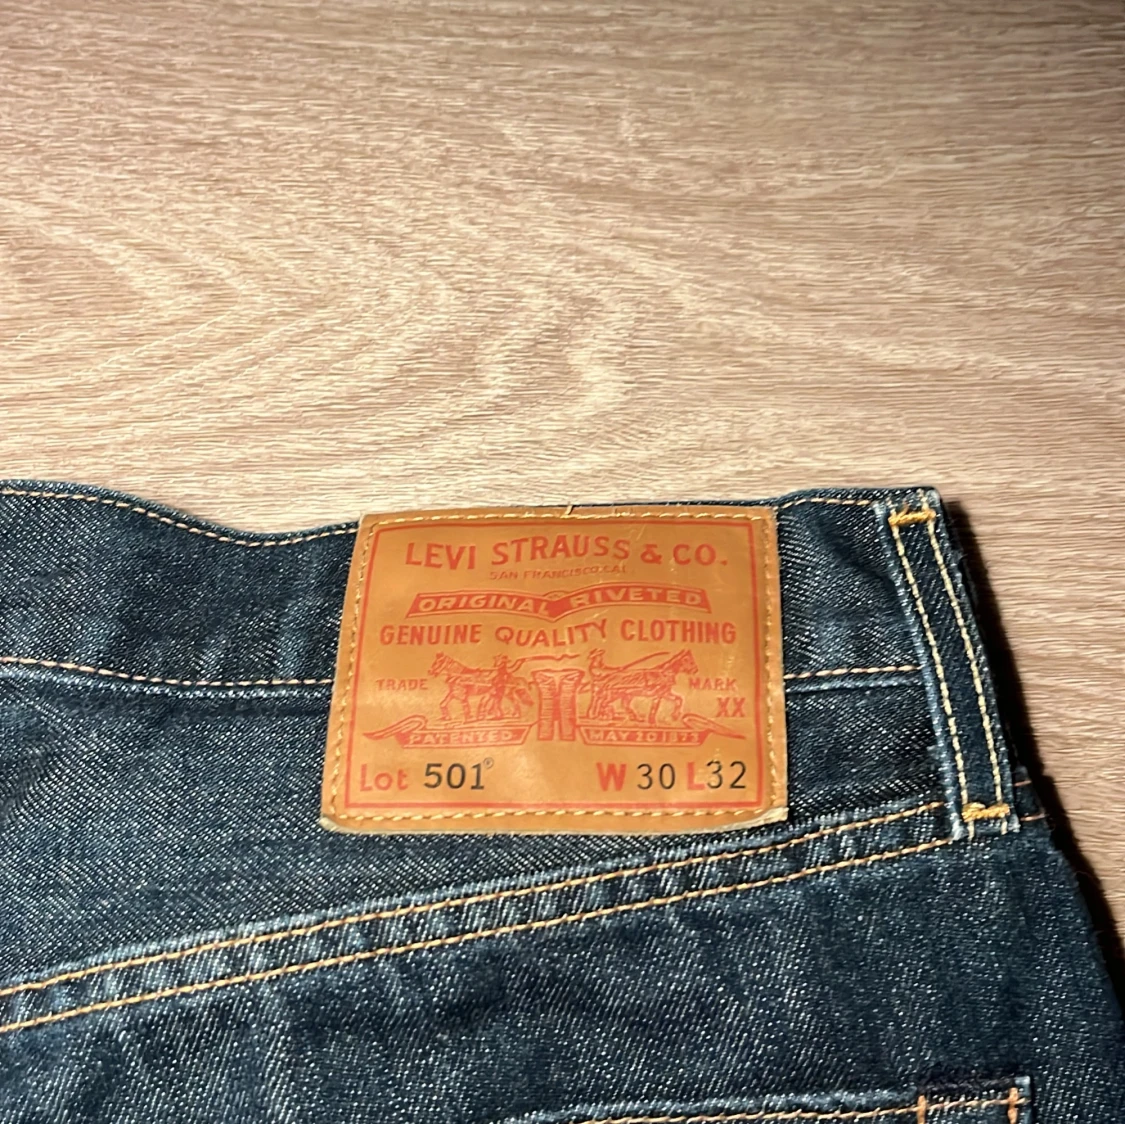 LEVI STRAUSS & CO.
SAN FRANCISCO, CAL
ORIGINAL RIVETED
GENUINE QUALITY CLOTHING
TRADE MARK
XX
PATENTED MAY 20 1873
Lot 501® W 30 L 32